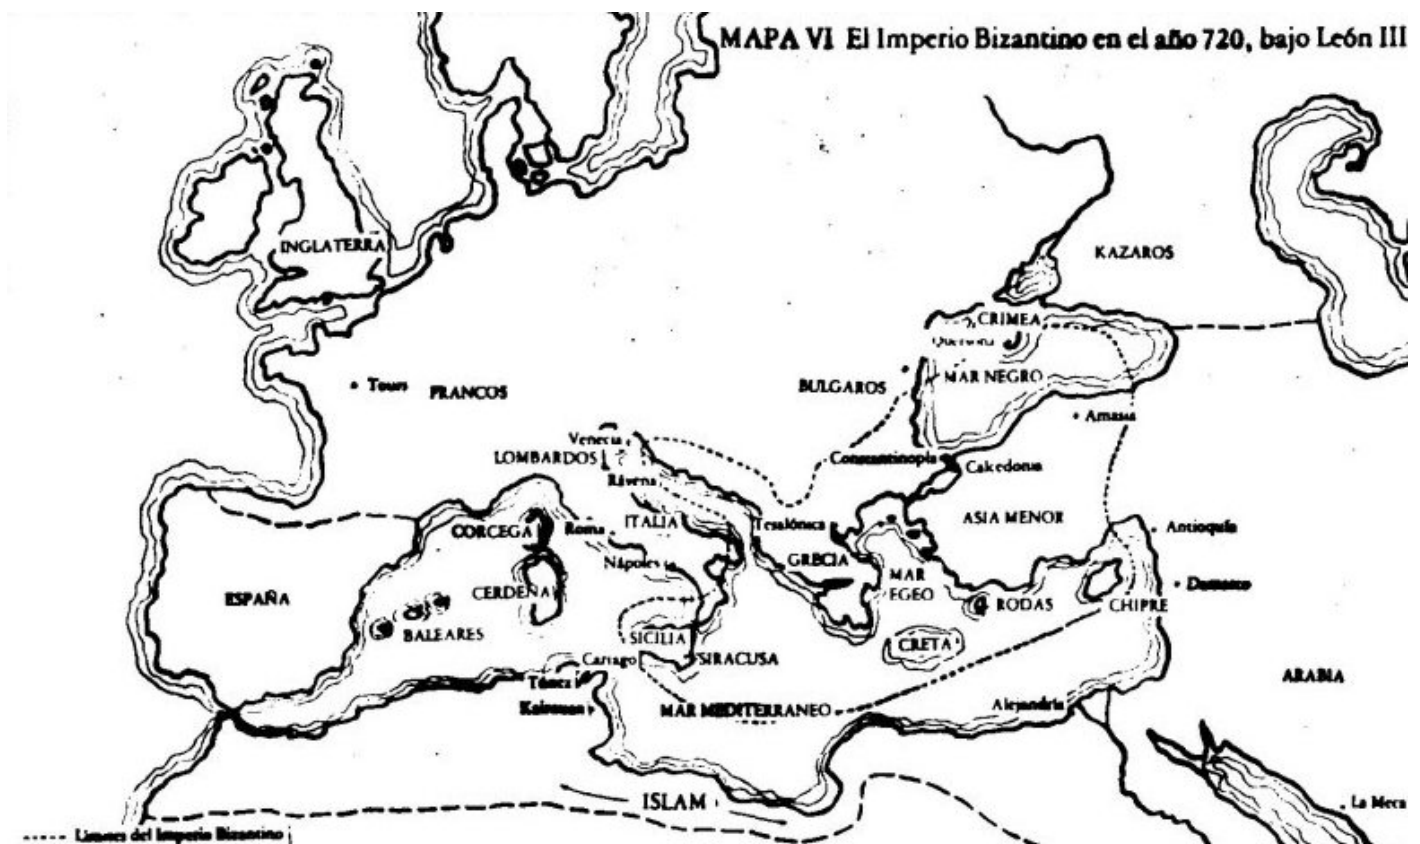 MAPA VI El Imperio Bizantino en el año 720, bajo León III
INGLATERRA
KAZAROS
CRIMEA
Quersona
MAR NEGRO
BULGAROS
Tours
FRANCOS
Amasia
Venecia
LOMBARDOS
Constantinopla
Cakedonia
Rávena
ITALIA
CORCEGA
Roma
Tesalónica
ASIA MENOR
Antioquía
Nápoles
GRECIA
MAR
EGEO
Damasco
ESPAÑA
CERDEÑA
RODAS
CHIPRE
BALEARES
SICILIA
CRETA
Cartago
SIRACUSA
Túnez
Kairouan
MAR MEDITERRANEO
Alejandría
ARABIA
ISLAM
La Meca
Límites del Imperio Bizantino